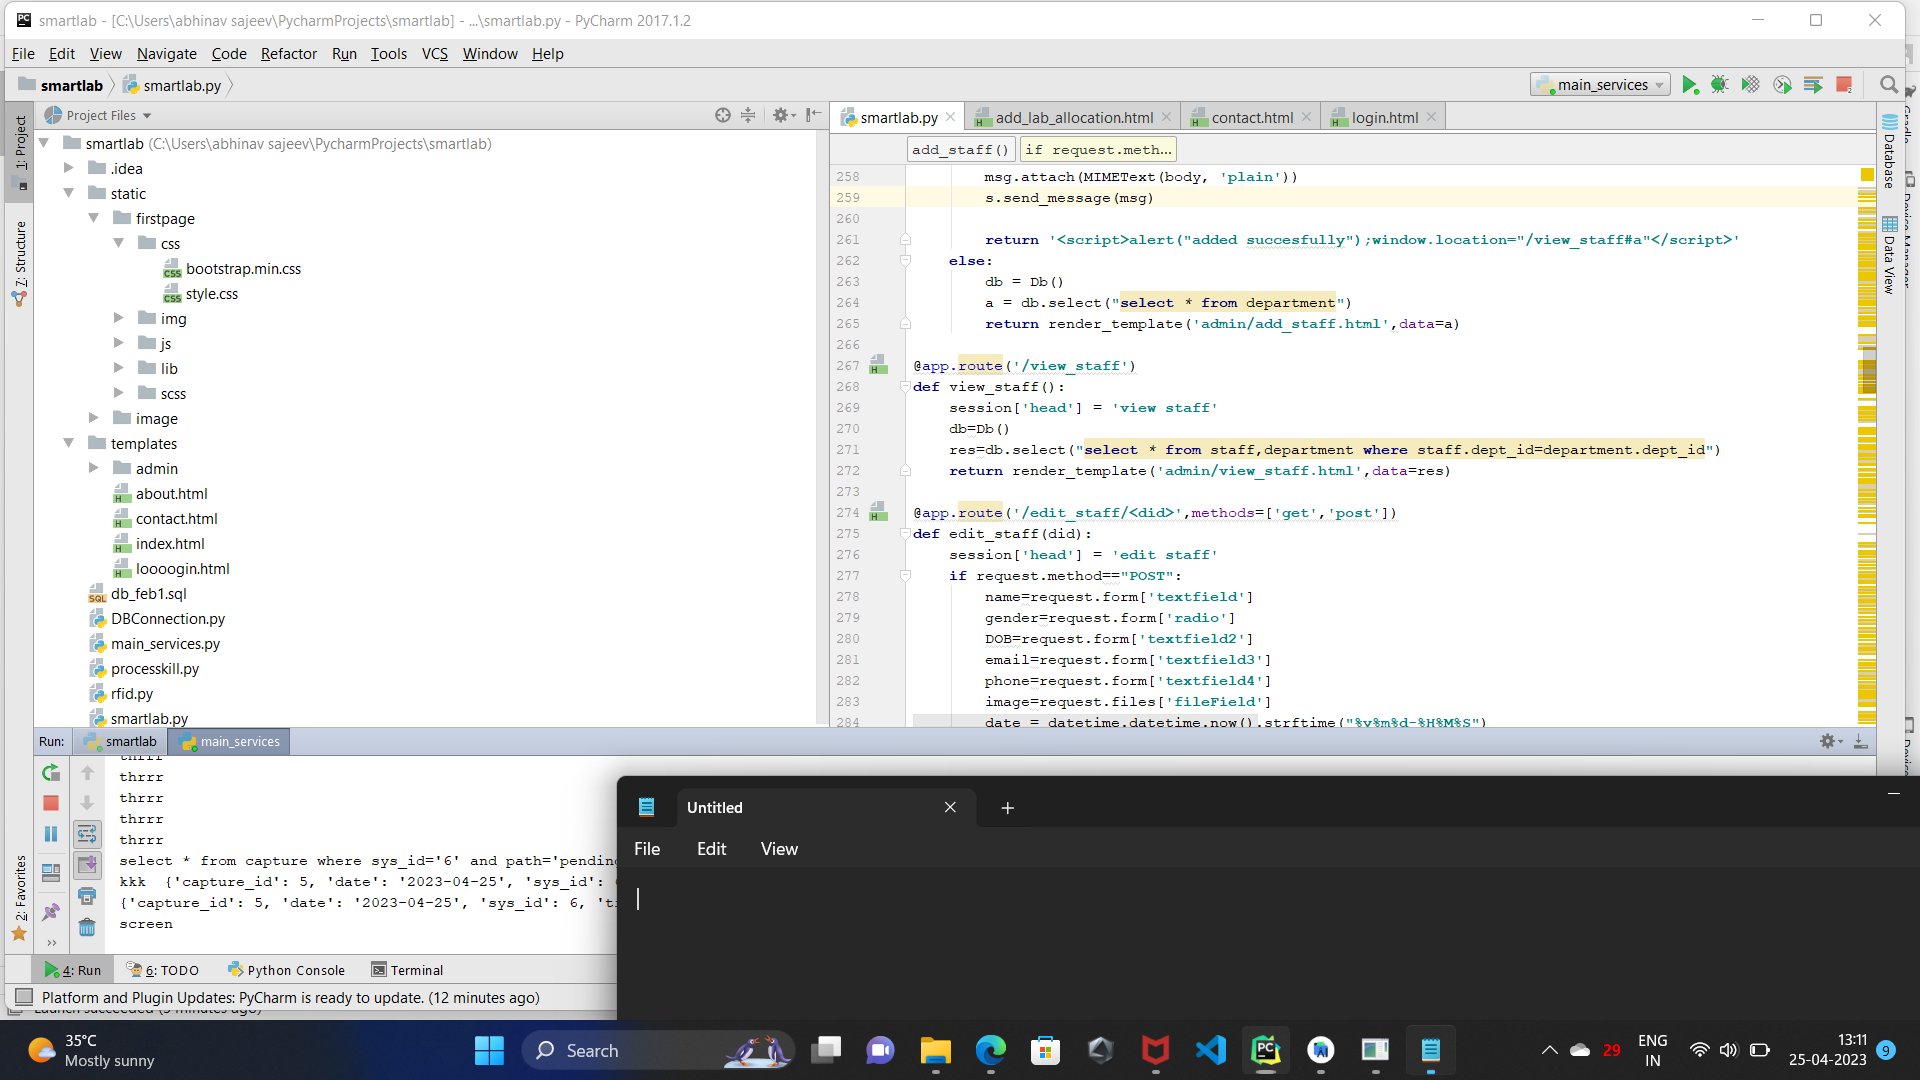 smartlab - [C:\Users\abhinav sajeev\PycharmProjects\smartlab] - ...\smartlab.py - PyCharm 2017.1.2
File Edit View Navigate Code Refactor Run Tools VCS Window Help
smartlab smartlab.py main_services
1: Project
7: Structure
2: Favorites
Project Files
smartlab (C:\Users\abhinav sajeev\PycharmProjects\smartlab)
.idea
static
firstpage
css
bootstrap.min.css
style.css
img
js
lib
scss
image
templates
admin
about.html
contact.html
index.html
loooogin.html
db_feb1.sql
DBConnection.py
main_services.py
processkill.py
rfid.py
smartlab.py
smartlab.py add_lab_allocation.html contact.html login.html
add_staff() if request.meth...
258 msg.attach(MIMEText(body, 'plain'))
259 s.send_message(msg)
260
261 return '<script>alert("added succesfully");window.location="/view_staff#a"</script>'
262 else:
263 db = Db()
264 a = db.select("select * from department")
265 return render_template('admin/add_staff.html',data=a)
266
267 @app.route('/view_staff')
268 def view_staff():
269 session['head'] = 'view staff'
270 db=Db()
271 res=db.select("select * from staff,department where staff.dept_id=department.dept_id")
272 return render_template('admin/view_staff.html',data=res)
273
274 @app.route('/edit_staff/<did>',methods=['get','post'])
275 def edit_staff(did):
276 session['head'] = 'edit staff'
277 if request.method=="POST":
278 name=request.form['textfield']
279 gender=request.form['radio']
280 DOB=request.form['textfield2']
281 email=request.form['textfield3']
282 phone=request.form['textfield4']
283 image=request.files['fileField']
284 date = datetime.datetime.now().strftime("%y%m%d-%H%M%S")
Database
Data View
Run: smartlab main_services
thrrr
thrrr
thrrr
thrrr
thrrr
select * from capture where sys_id='6' and path='pending
kkk {'capture_id': 5, 'date': '2023-04-25', 'sys_id':
{'capture_id': 5, 'date': '2023-04-25', 'sys_id': 6,
screen
Untitled
File Edit View
4: Run 6: TODO Python Console Terminal
Platform and Plugin Updates: PyCharm is ready to update. (12 minutes ago)
35°C
Mostly sunny
Search
29
ENG
IN
13:11
25-04-2023
9